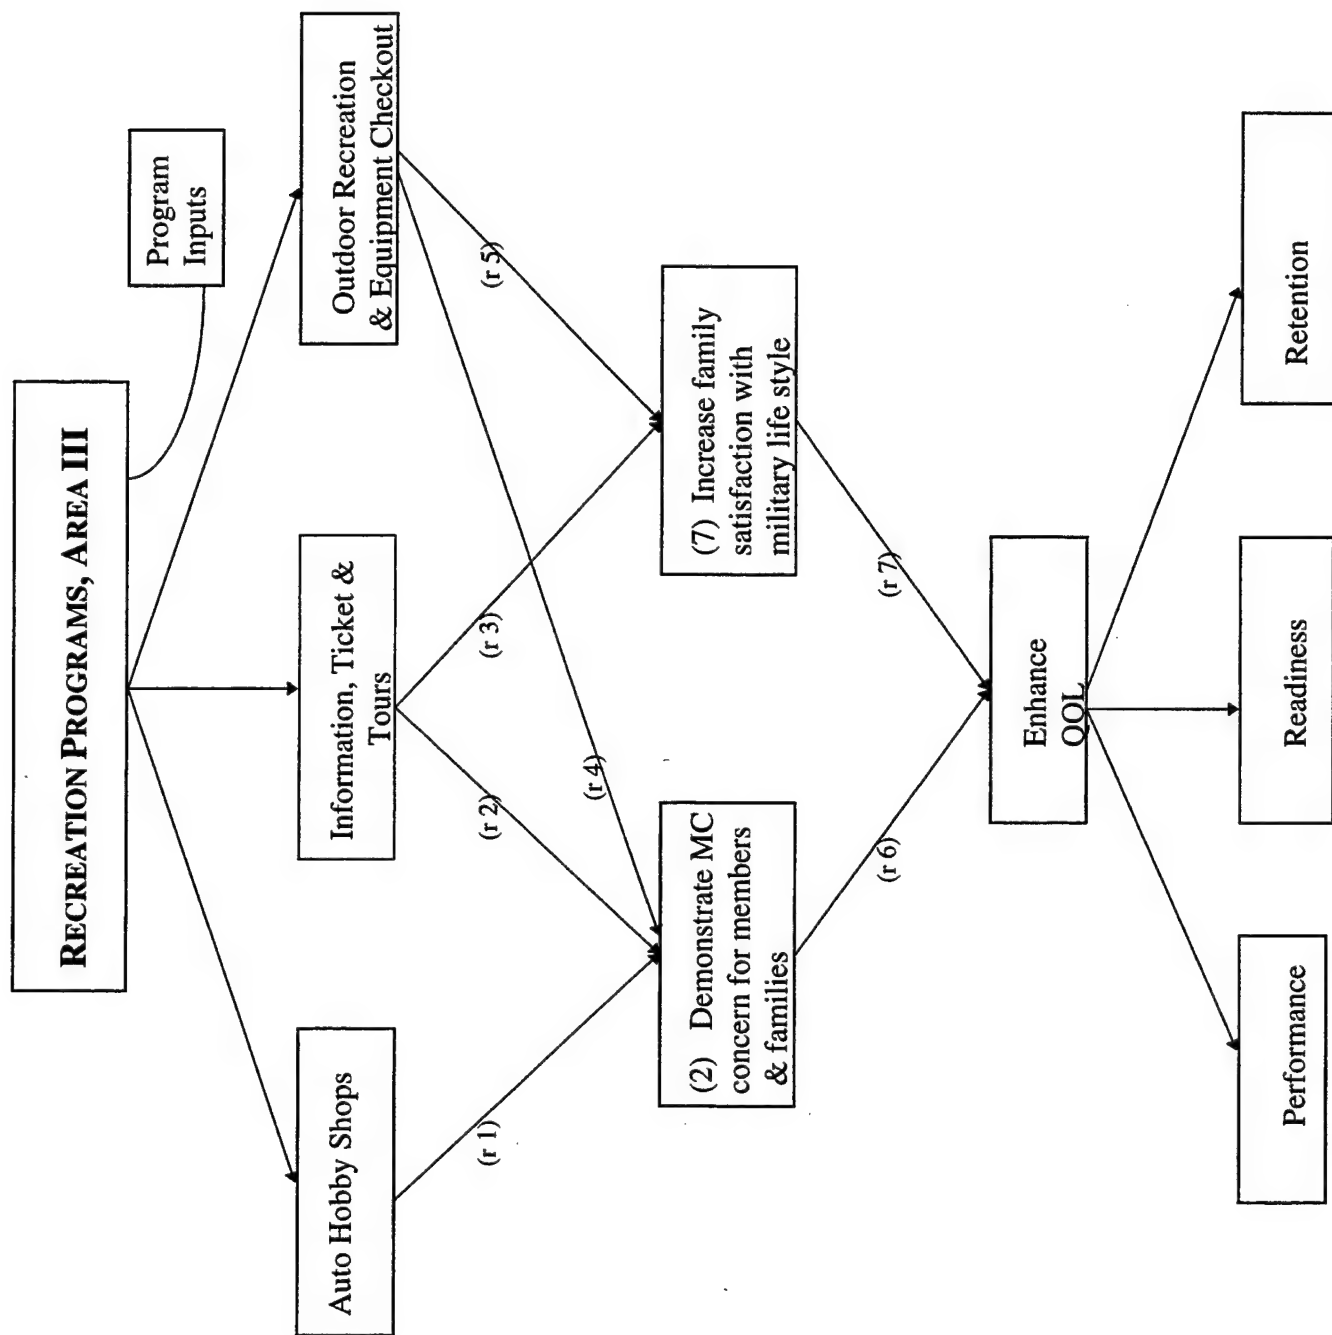 RECREATION PROGRAMS, AREA III
Program
Inputs
Auto Hobby Shops
Information, Ticket &
Tours
Outdoor Recreation
& Equipment Checkout
(r 1)
(r 2)
(r 3)
(r 4)
(r 5)
(2) Demonstrate MC
concern for members
& families
(7) Increase family
satisfaction with
military life style
(r 6)
(r 7)
Enhance
QOL
Performance
Readiness
Retention